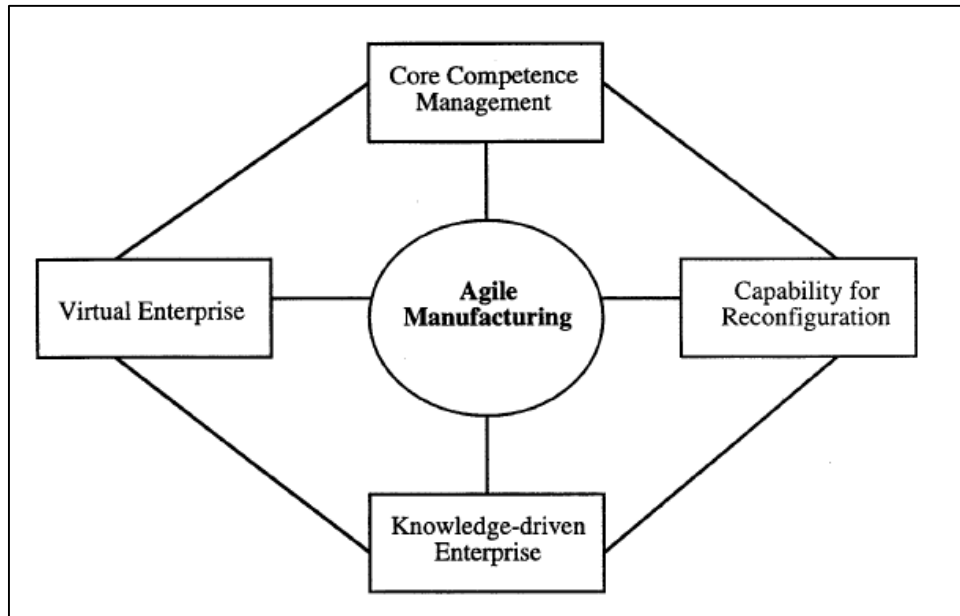 Core Competence
Management
Virtual Enterprise
Agile
Manufacturing
Capability for
Reconfiguration
Knowledge-driven
Enterprise